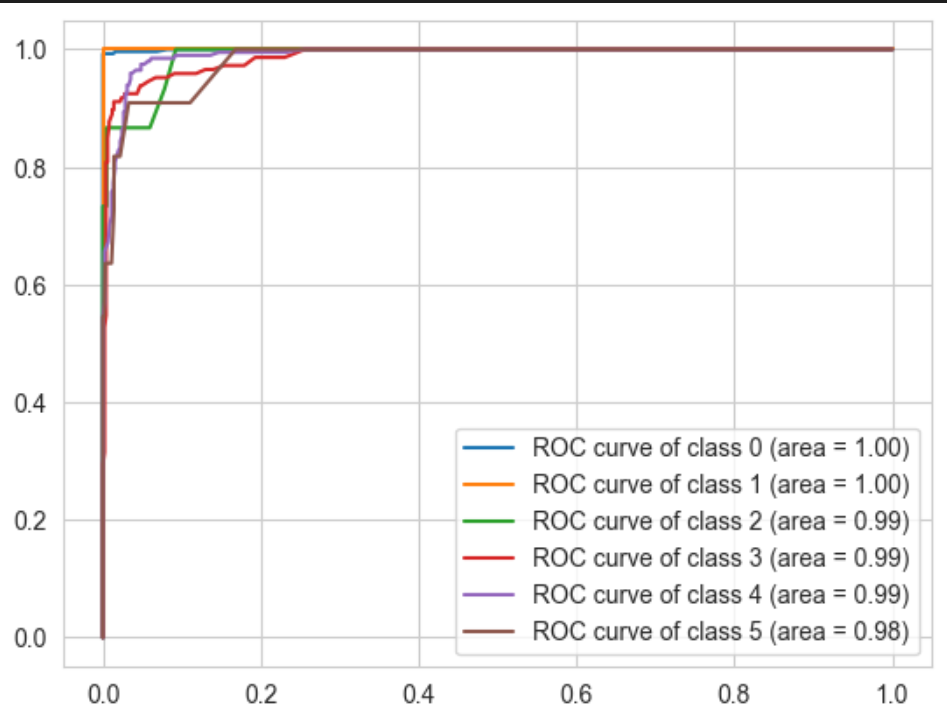 1.0
0.8
0.6
0.4
0.2
0.0
ROC curve of class 0 (area = 1.00)
ROC curve of class 1 (area = 1.00)
ROC curve of class 2 (area = 0.99)
ROC curve of class 3 (area = 0.99)
ROC curve of class 4 (area = 0.99)
ROC curve of class 5 (area = 0.98)
0.0 0.2 0.4 0.6 0.8 1.0